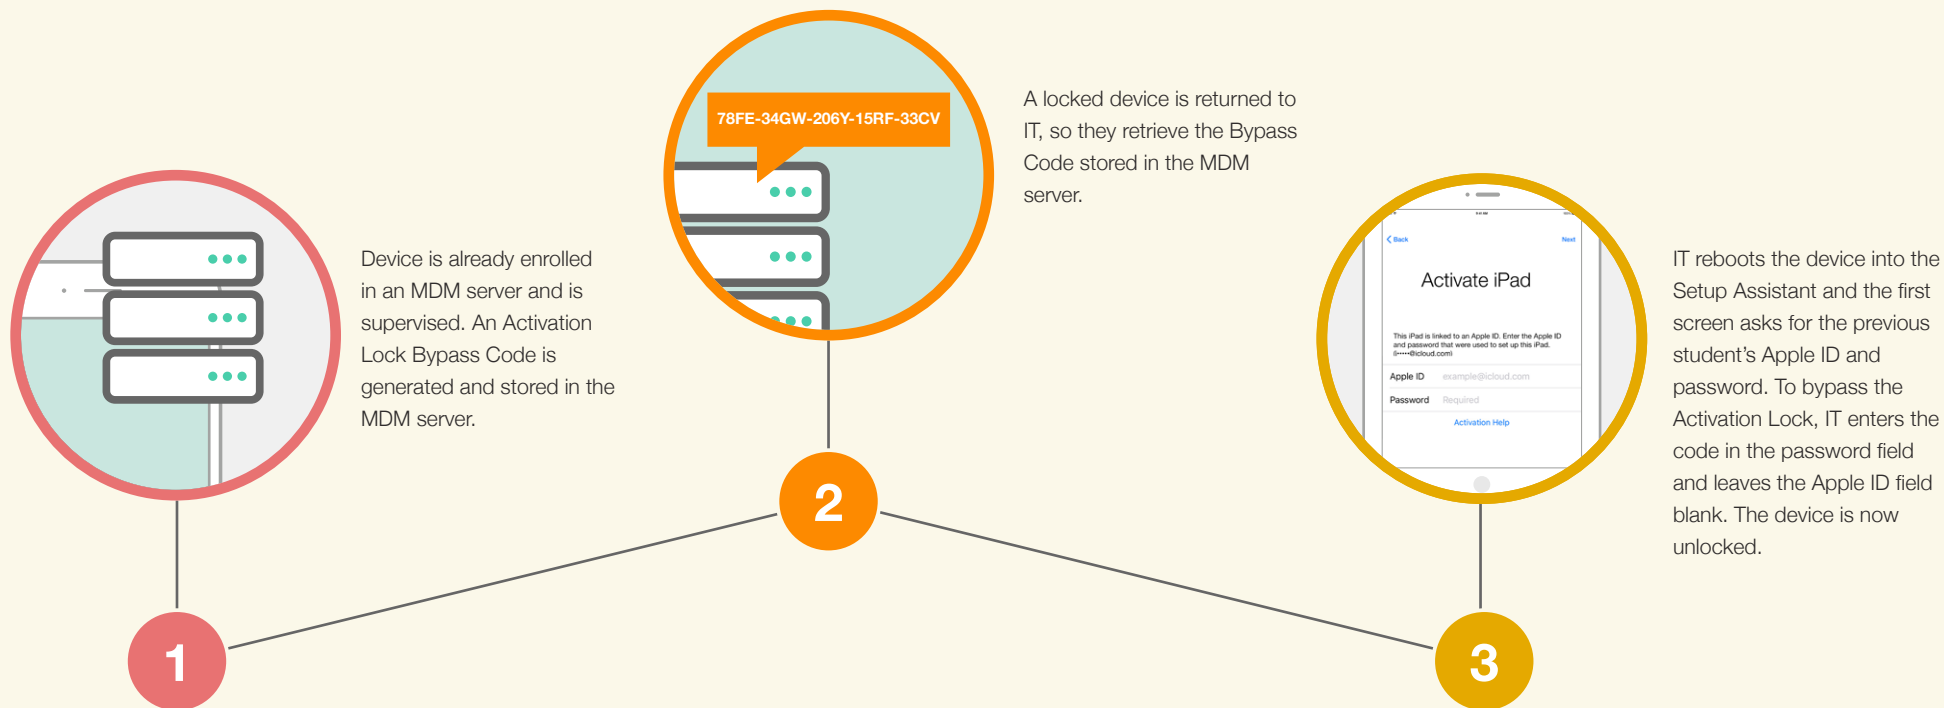 Device is already enrolled
in an MDM server and is
supervised. An Activation
Lock Bypass Code is
generated and stored in the
MDM server.
1
78FE-34GW-206Y-15RF-33CV
A locked device is returned to
IT, so they retrieve the Bypass
Code stored in the MDM
server.
2
Back
Next
Activate iPad
This iPad is linked to an Apple ID. Enter the Apple ID
and password that were used to set up this iPad.
(l•••••@icloud.com)
Apple ID example@icloud.com
Password Required
Activation Help
IT reboots the device into the
Setup Assistant and the first
screen asks for the previous
student’s Apple ID and
password. To bypass the
Activation Lock, IT enters the
code in the password field
and leaves the Apple ID field
blank. The device is now
unlocked.
3